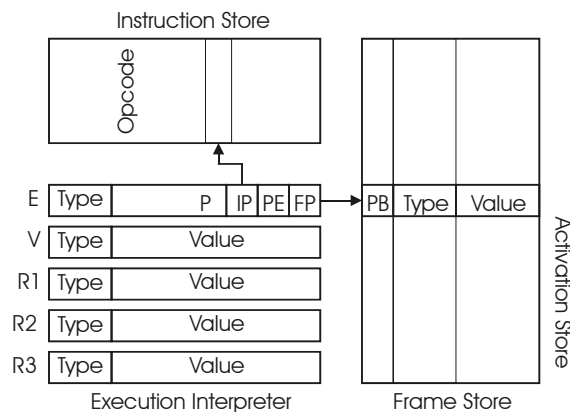 Instruction Store
Opcode
E Type P IP PE FP PB Type Value
V Type Value
R1 Type Value
R2 Type Value
R3 Type Value
Activation Store
Execution Interpreter Frame Store